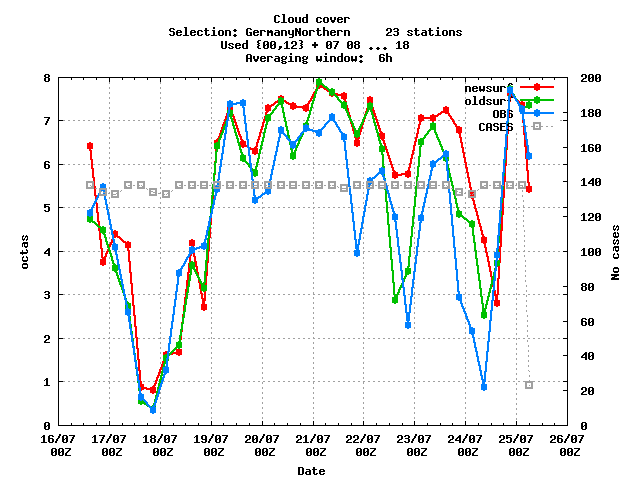 Cloud cover
Selection: GermanyNorthern 23 stations
Used {00,12} + 07 08 ... 18
Averaging window: 6h
newsurf
oldsurf
OBS
CASES
octas
8
7
6
5
4
3
2
1
0
No cases
200
180
160
140
120
100
80
60
40
20
0
16/07 17/07 18/07 19/07 20/07 21/07 22/07 23/07 24/07 25/07 26/07
00Z 00Z 00Z 00Z 00Z 00Z 00Z 00Z 00Z 00Z 00Z
Date